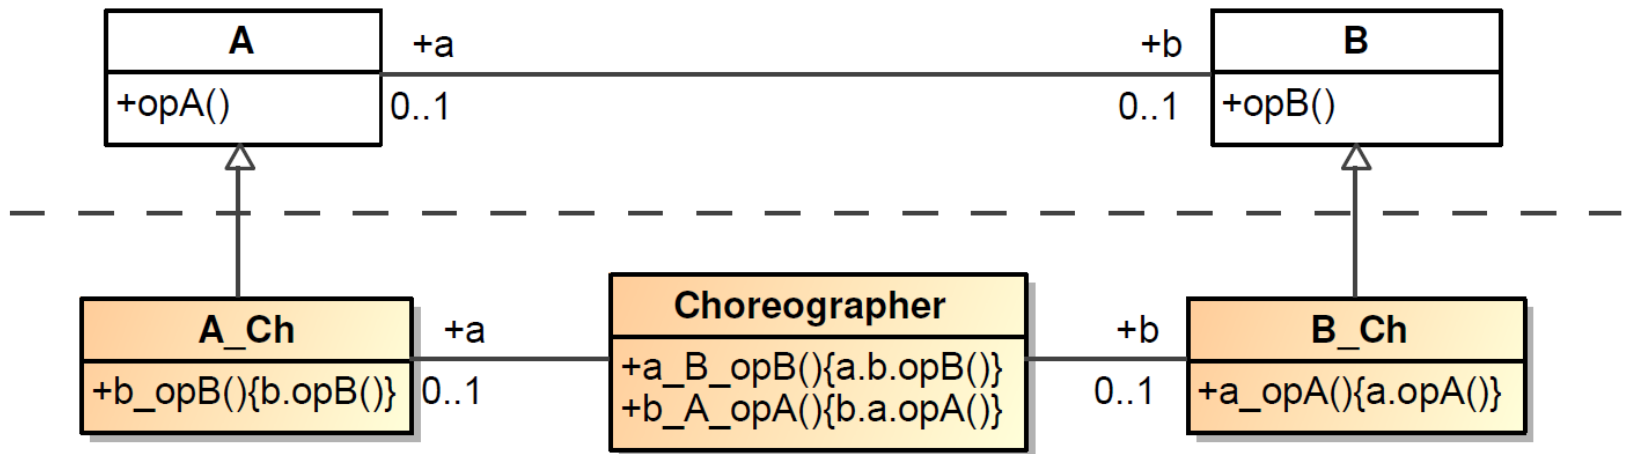 A
+a
+b
B
+opA()
0..1
0..1
+opB()
A_Ch
+a
Choreographer
+b
B_Ch
+b_opB(){b.opB()}
0..1
+a_B_opB(){a.b.opB()}
+b_A_opA(){b.a.opA()}
0..1
+a_opA(){a.opA()}